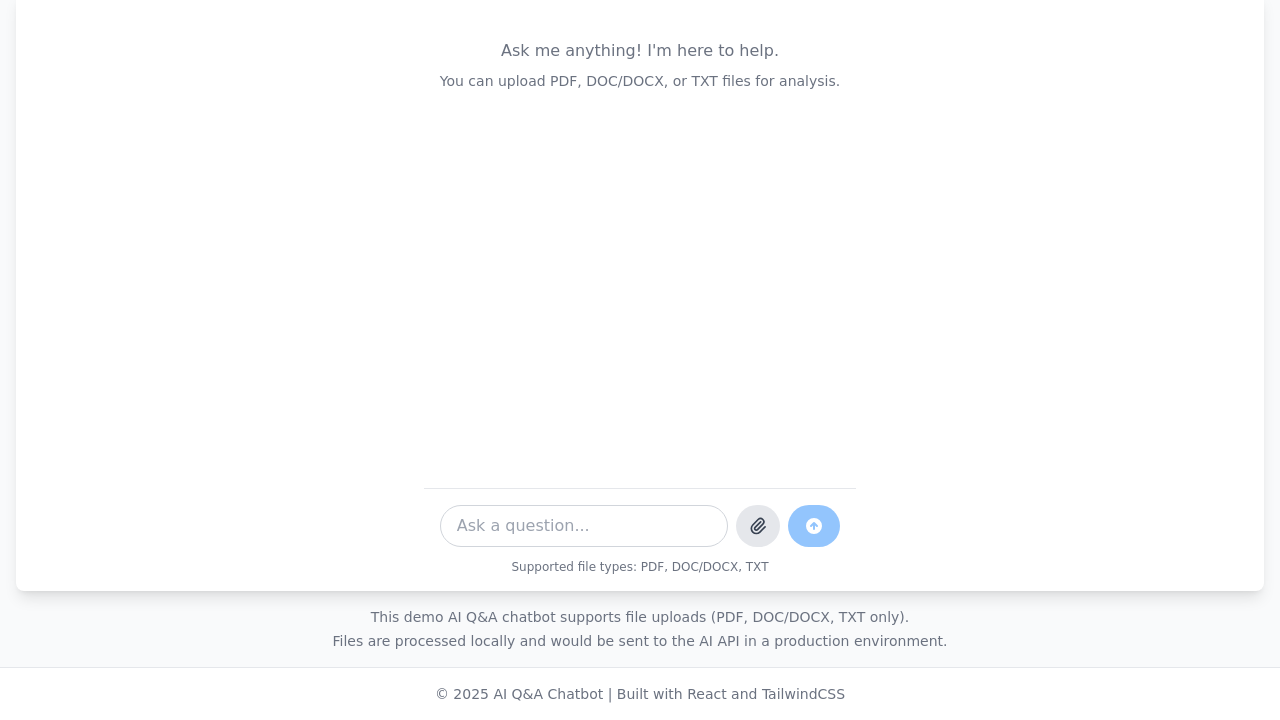 Ask me anything! I'm here to help.
You can upload PDF, DOC/DOCX, or TXT files for analysis.
Ask a question...
Supported file types: PDF, DOC/DOCX, TXT
This demo AI Q&A chatbot supports file uploads (PDF, DOC/DOCX, TXT only).
Files are processed locally and would be sent to the AI API in a production environment.
© 2025 AI Q&A Chatbot | Built with React and TailwindCSS